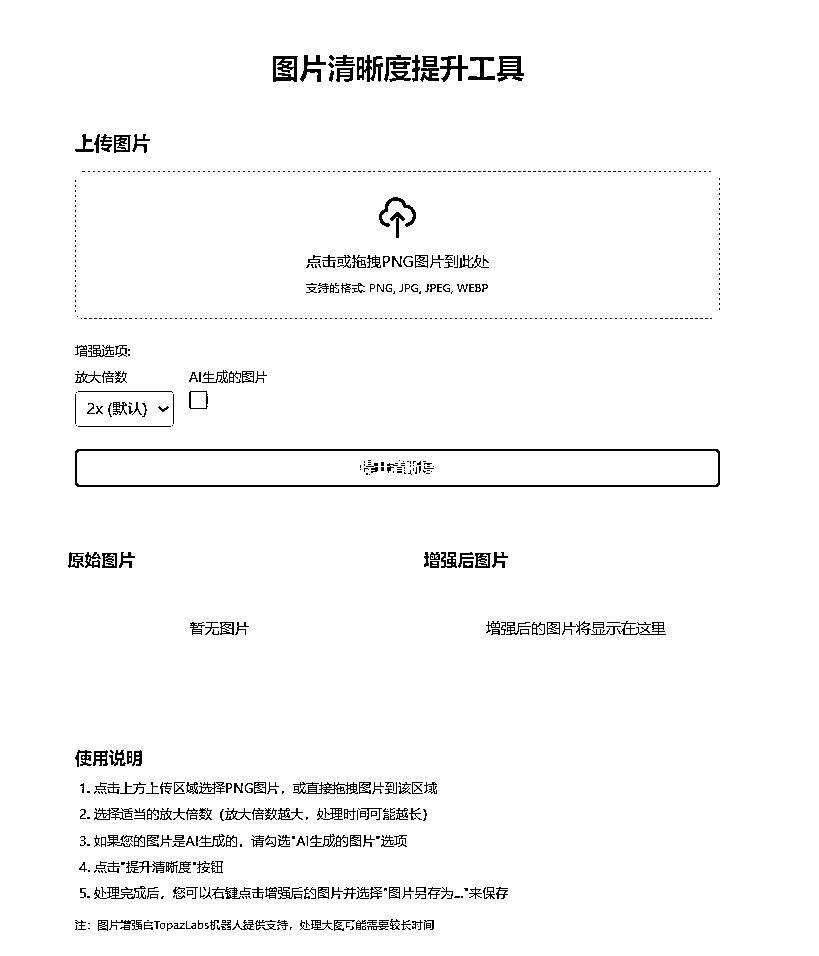 图片清晰度提升工具
上传图片
点击或拖拽PNG图片到此处
支持的格式: PNG, JPG, JPEG, WEBP
增强选项:
放大倍数 AI生成的图片
2x (默认)
提升清晰度
原始图片 增强后图片
暂无图片 增强后的图片将显示在这里
使用说明
1. 点击上方上传区域选择PNG图片，或直接拖拽图片到该区域
2. 选择适当的放大倍数（放大倍数越大，处理时间可能越长）
3. 如果您的图片是AI生成的，请勾选"AI生成的图片"选项
4. 点击"提升清晰度"按钮
5. 处理完成后，您可以右键点击增强后的图片并选择"图片另存为..."来保存
注：图片增强由TopazLabs机器人提供支持，处理大图可能需要较长时间